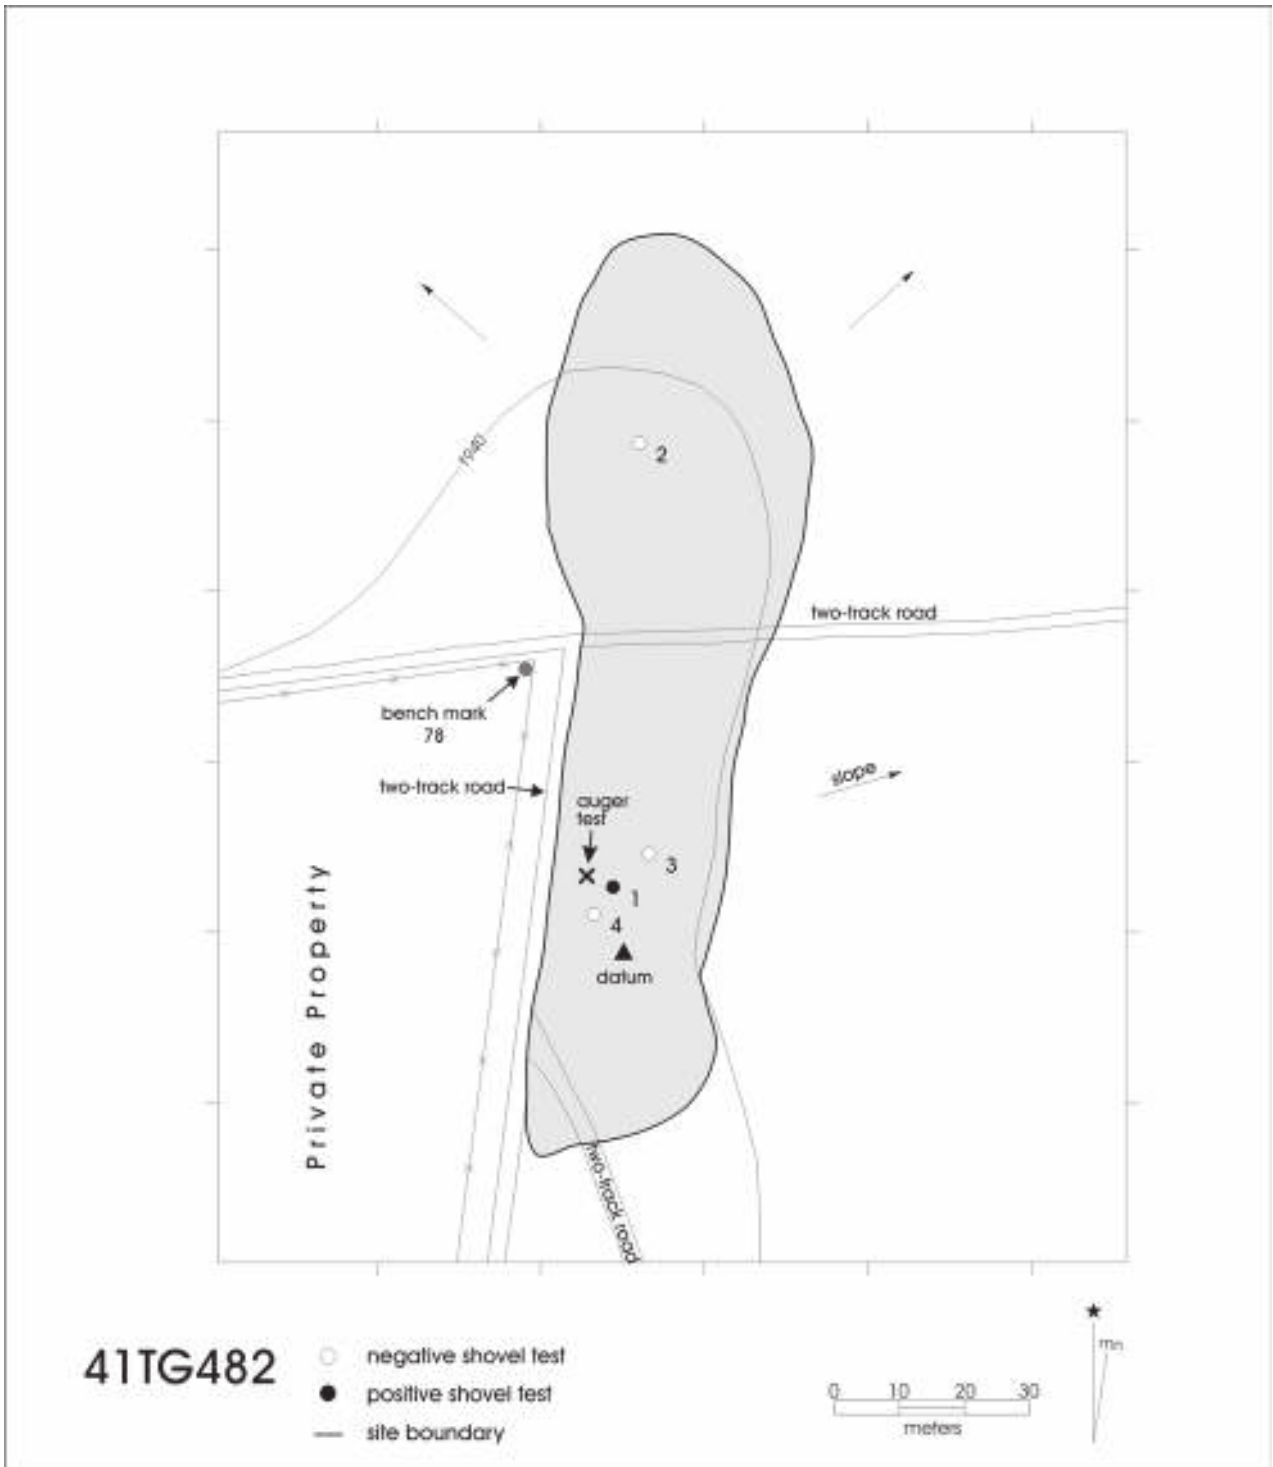 1940
2
two-track road
bench mark
78
slope
two-track road
auger
test
3
1
4
datum
Private Property
two-track road
41TG482
negative shovel test
positive shovel test
site boundary
0 10 20 30
meters
mn